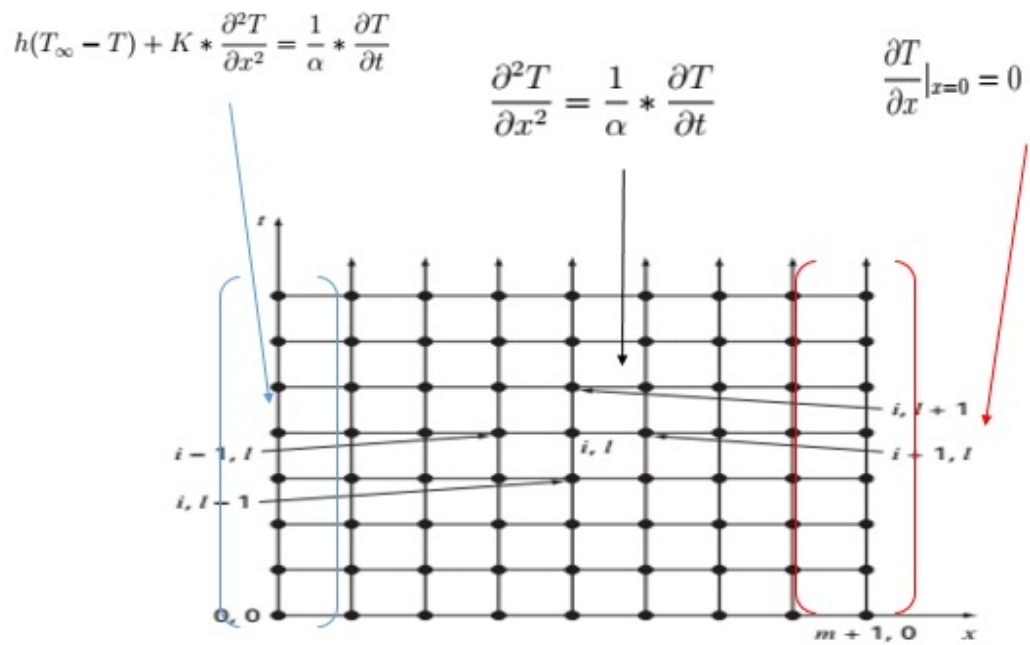 h(T∞ − T) + K * ∂²T/∂x² = 1/α * ∂T/∂t
∂²T/∂x² = 1/α * ∂T/∂t
∂T/∂x |x=0 = 0
t
i, l + 1
i − 1, l
i, l
i + 1, l
i, l − 1
0, 0
m + 1, 0
x